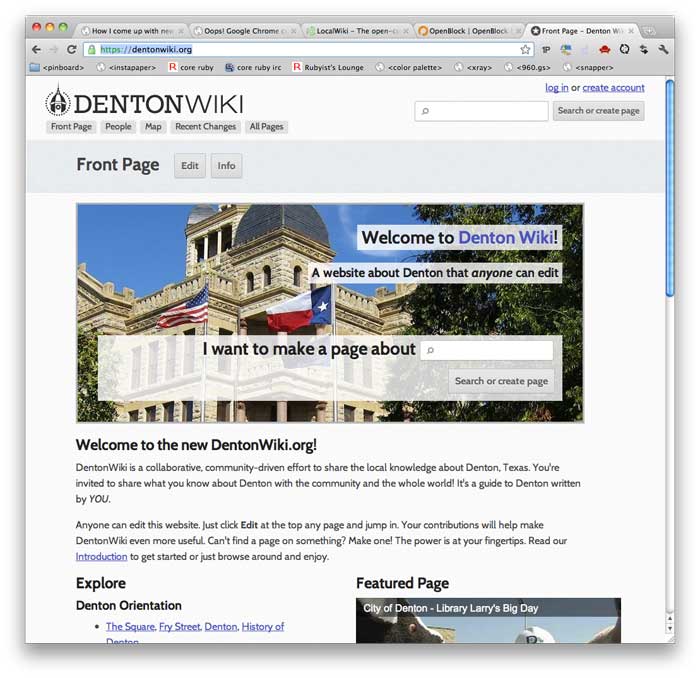 How I come up with new
Oops! Google Chrome c
LocalWiki – The open-c
OpenBlock | OpenBlock
Front Page – Denton Wi
https://dentonwiki.org
<pinboard> <instapaper> core ruby core ruby irc Rubyist's Lounge <color palette> <xray> <960.gs> <snapper>
log in or create account
DENTONWIKI
Search or create page
Front Page People Map Recent Changes All Pages
Front Page Edit Info
Welcome to Denton Wiki!
A website about Denton that anyone can edit
I want to make a page about
Search or create page
Welcome to the new DentonWiki.org!
DentonWiki is a collaborative, community-driven effort to share the local knowledge about Denton, Texas. You're
invited to share what you know about Denton with the community and the whole world! It's a guide to Denton written
by YOU.
Anyone can edit this website. Just click Edit at the top any page and jump in. Your contributions will help make
DentonWiki even more useful. Can't find a page on something? Make one! The power is at your fingertips. Read our
Introduction to get started or just browse around and enjoy.
Explore
Denton Orientation
• The Square, Fry Street, Denton, History of
Denton
Featured Page
City of Denton - Library Larry's Big Day